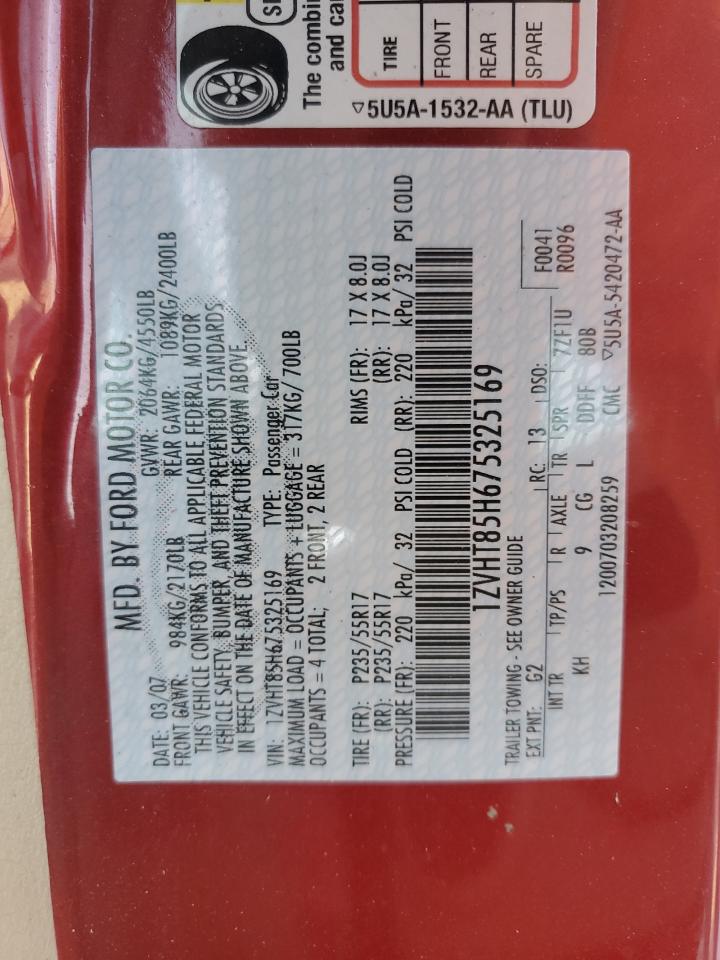 The combin
and car
TIRE
FRONT
REAR
SPARE
5U5A-1532-AA (TLU)
MFD. BY FORD MOTOR CO.
DATE: 03/07 GVWR: 2064KG/4550LB
FRONT GAWR: 984KG/2170LB REAR GAWR: 1089KG/2400LB
THIS VEHICLE CONFORMS TO ALL APPLICABLE FEDERAL MOTOR
VEHICLE SAFETY, BUMPER, AND THEFT PREVENTION STANDARDS
IN EFFECT ON THE DATE OF MANUFACTURE SHOWN ABOVE.
VIN: 1ZVHT85H675325169 TYPE: Passenger Car
MAXIMUM LOAD = OCCUPANTS + LUGGAGE = 317KG/700LB
OCCUPANTS = 4 TOTAL; 2 FRONT, 2 REAR
TIRE (FR): P235/55R17 RIMS (FR): 17 X 8.0J
(RR): P235/55R17 (RR): 17 X 8.0J
PRESSURE (FR): 220 kPa/ 32 PSI COLD (RR): 220 kPa/ 32 PSI COLD
1ZVHT85H675325169
TRAILER TOWING - SEE OWNER GUIDE
F0041
EXT PNT: G2 RC: 13 DSO: R0096
INT TR TP/PS R AXLE TR SPR 7ZF1U
KH 9 CG L DDFF 80B
1200703208259 CMC 5U5A-5420472-AA